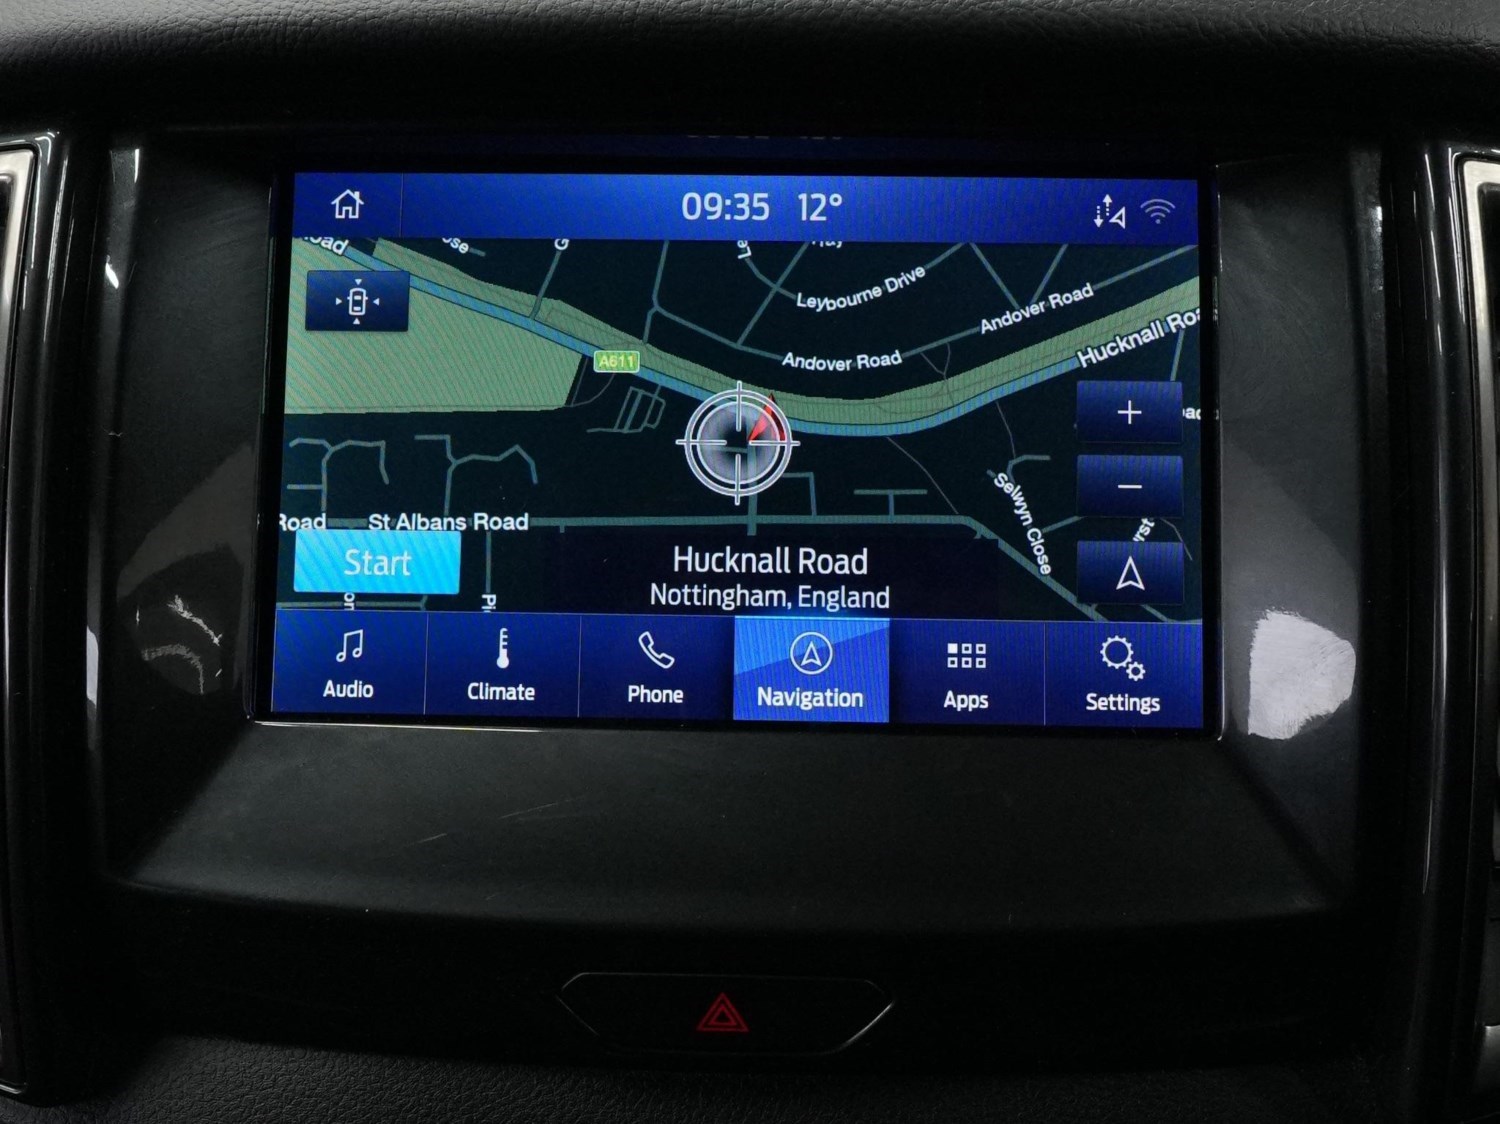 09:35 12°
Leybourne Drive
Andover Road
Hucknall
A611
Andover Road
+
−
Selwyn Close
Road
St Albans Road
Start
Hucknall Road
Nottingham, England
Audio
Climate
Phone
Navigation
Apps
Settings